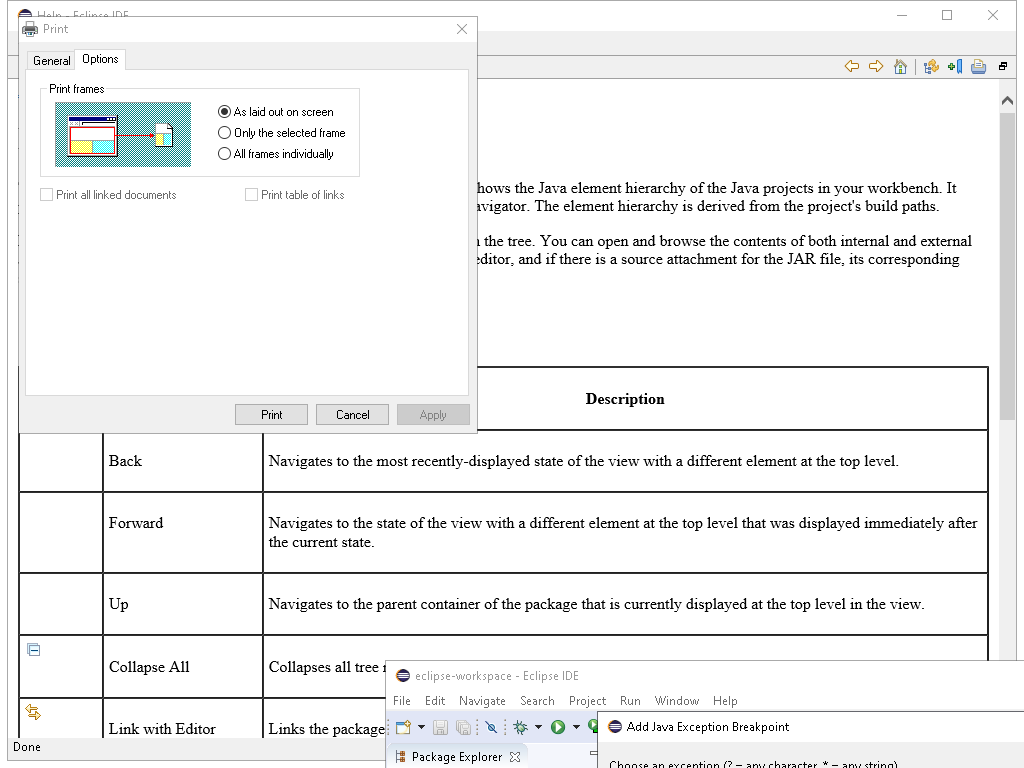 Help - Eclipse IDE
Print
General
Options
Print frames
As laid out on screen
Only the selected frame
All frames individually
Print all linked documents
Print table of links
Print
Cancel
Apply
hows the Java element hierarchy of the Java projects in your workbench. It
avigator. The element hierarchy is derived from the project's build paths.
the tree. You can open and browse the contents of both internal and external
editor, and if there is a source attachment for the JAR file, its corresponding
Description
Back
Navigates to the most recently-displayed state of the view with a different element at the top level.
Forward
Navigates to the state of the view with a different element at the top level that was displayed immediately after
the current state.
Up
Navigates to the parent container of the package that is currently displayed at the top level in the view.
Collapse All
Collapses all tree
Link with Editor
Links the package
Done
eclipse-workspace - Eclipse IDE
File Edit Navigate Search Project Run Window Help
Add Java Exception Breakpoint
Package Explorer
Choose an exception (? = any character, * = any string)